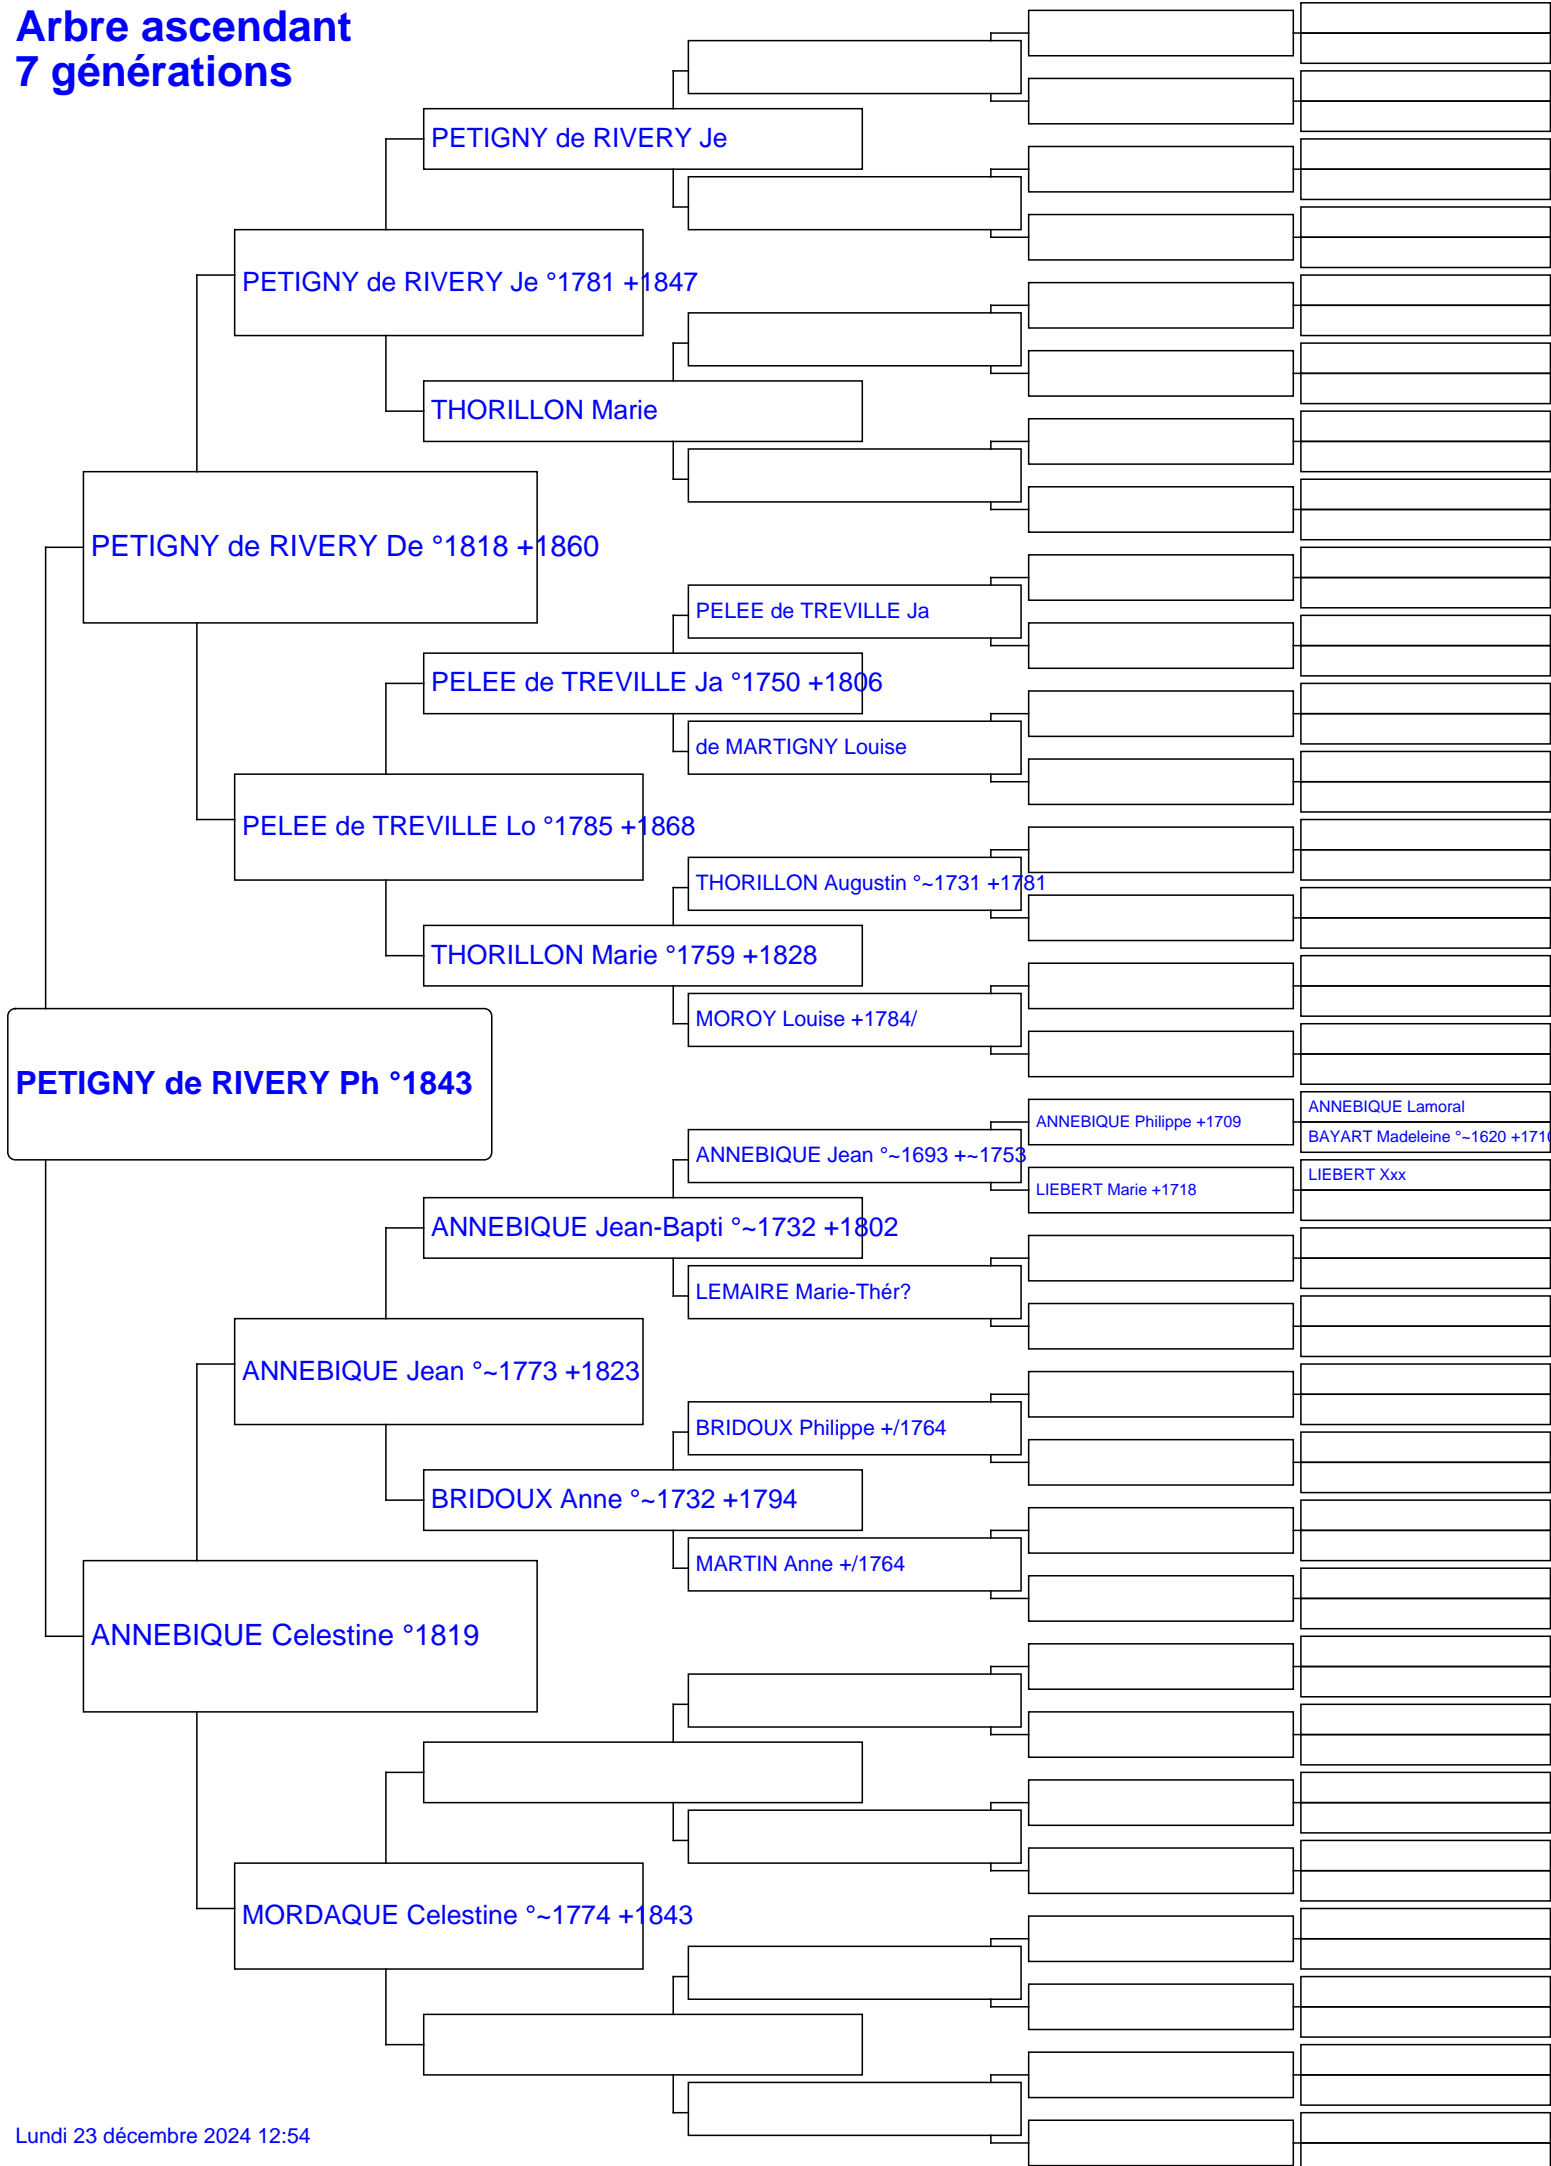 Arbre ascendant
7 générations
PETIGNY de RIVERY Je
PETIGNY de RIVERY Je °1781 +1847
THORILLON Marie
PETIGNY de RIVERY De °1818 +1860
PELEE de TREVILLE Ja
PELEE de TREVILLE Ja °1750 +1806
de MARTIGNY Louise
PELEE de TREVILLE Lo °1785 +1868
THORILLON Augustin °~1731 +1781
THORILLON Marie °1759 +1828
MOROY Louise +1784/
PETIGNY de RIVERY Ph °1843
ANNEBIQUE Lamoral
ANNEBIQUE Philippe +1709
BAYART Madeleine °~1620 +1710
ANNEBIQUE Jean °~1693 +~1753
LIEBERT Xxx
LIEBERT Marie +1718
ANNEBIQUE Jean-Bapti °~1732 +1802
LEMAIRE Marie-Thér?
ANNEBIQUE Jean °~1773 +1823
BRIDOUX Philippe +/1764
BRIDOUX Anne °~1732 +1794
MARTIN Anne +/1764
ANNEBIQUE Celestine °1819
MORDAQUE Celestine °~1774 +1843
Lundi 23 décembre 2024 12:54